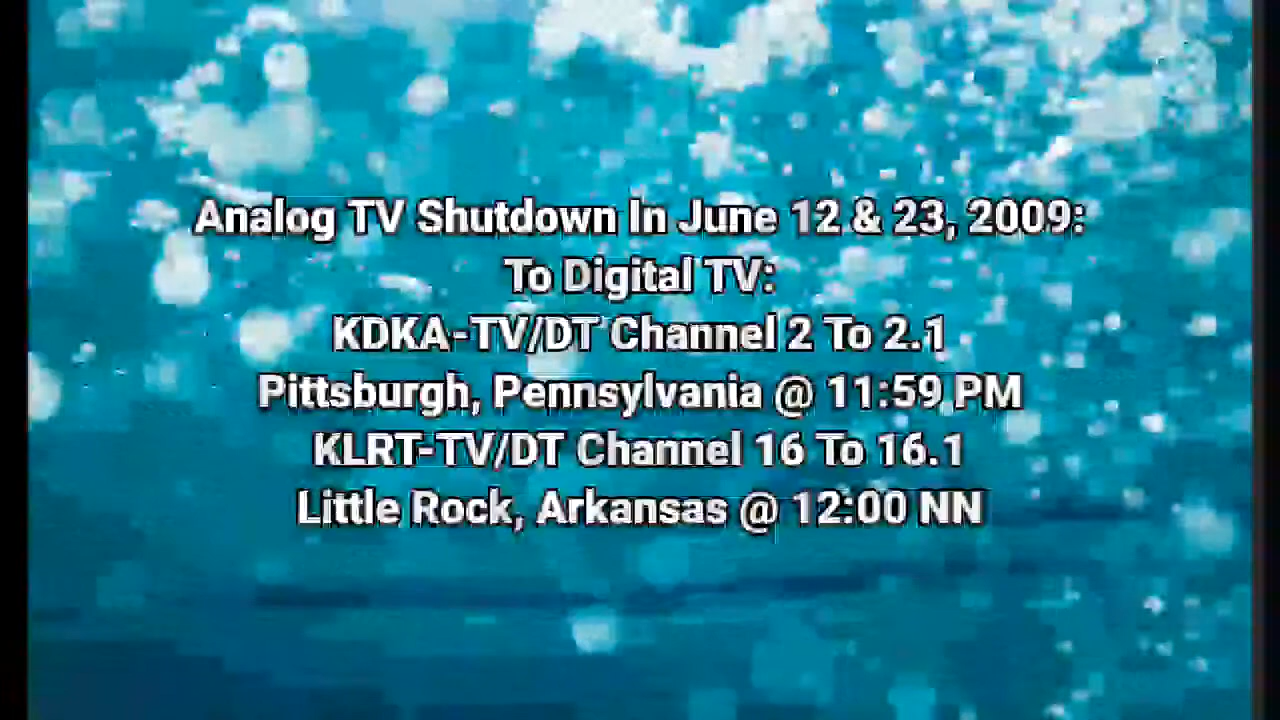 Analog TV Shutdown In June 12 & 23, 2009:
To Digital TV:
KDKA-TV/DT Channel 2 To 2.1
Pittsburgh, Pennsylvania @ 11:59 PM
KLRT-TV/DT Channel 16 To 16.1
Little Rock, Arkansas @ 12:00 NN